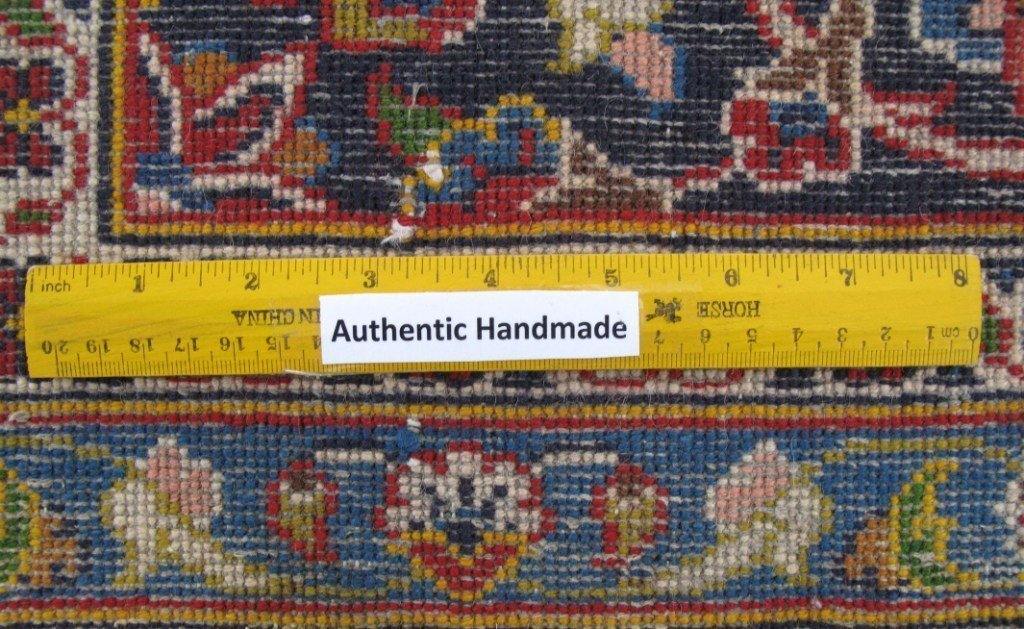 inch 1 2 3 4 5 6 7 8
IN CHINA
HORSE
Authentic Handmade
20 19 18 17 16 15 7 6 5 4 3 2 1 cm 0